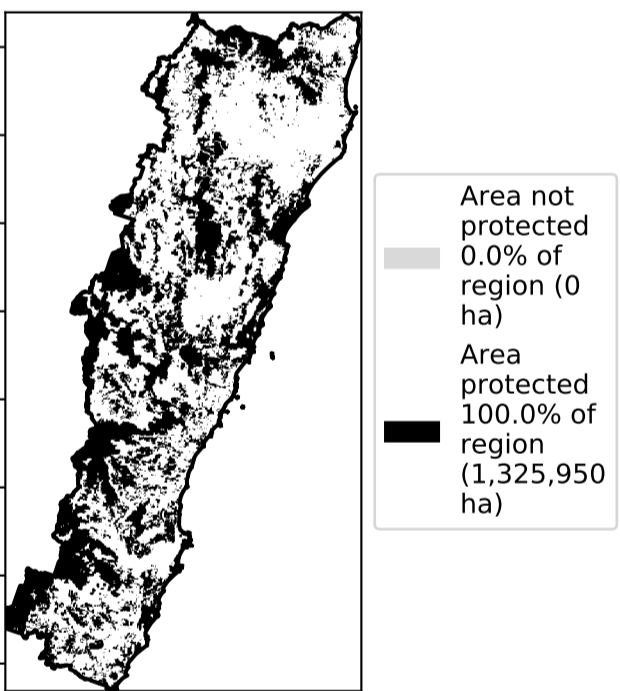 Area not
protected
0.0% of
region (0
ha)
Area
protected
100.0% of
region
(1,325,950
ha)